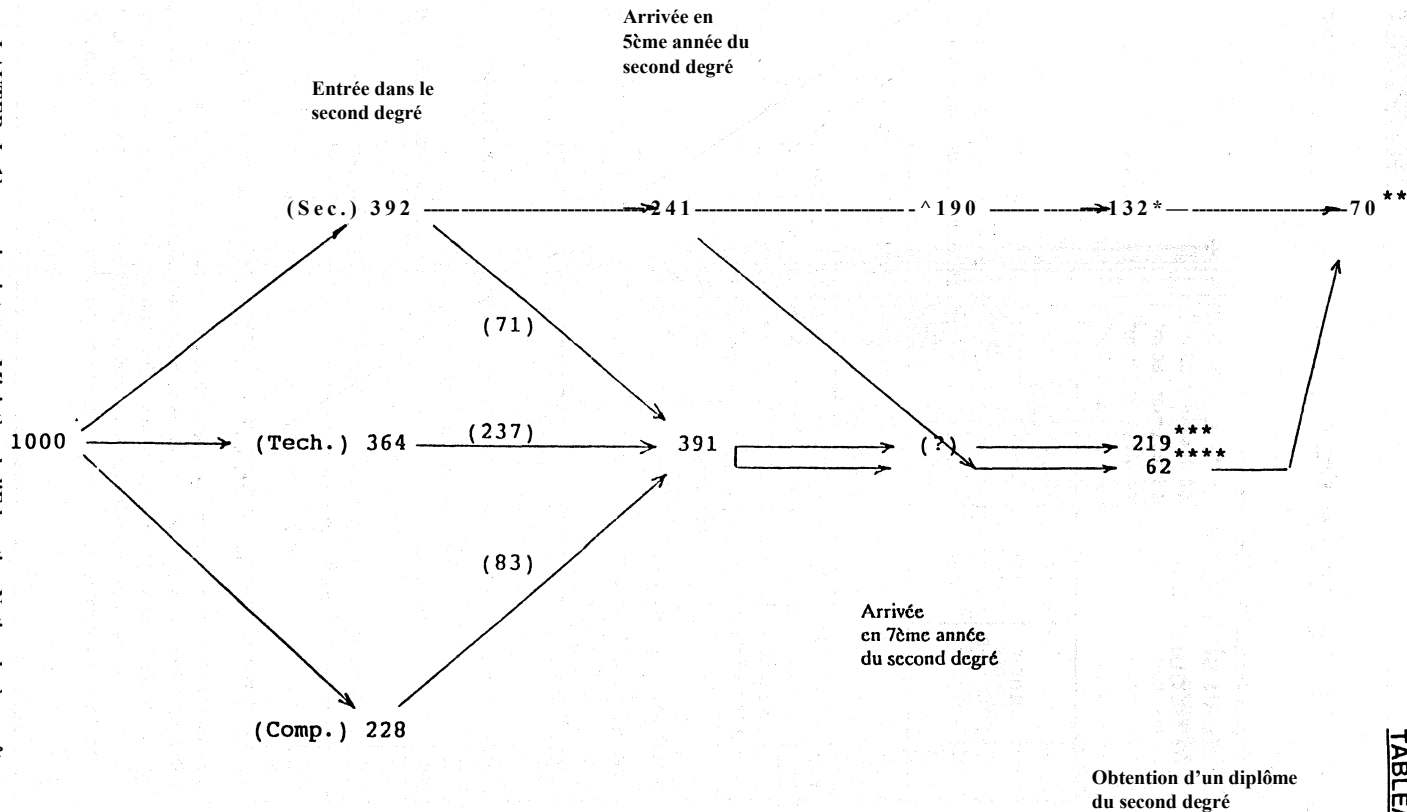 Arrivée en
5ème année du
second degré
Entrée dans le
second degré
(Sec.) 392 241 ^190 132* 70**
(71)
1000 (Tech.) 364 (237) 391 (?) 219***
62****
(83)
Arrivée
en 7ème année
du second degré
(Comp.) 228
Obtention d'un diplôme
du second degré